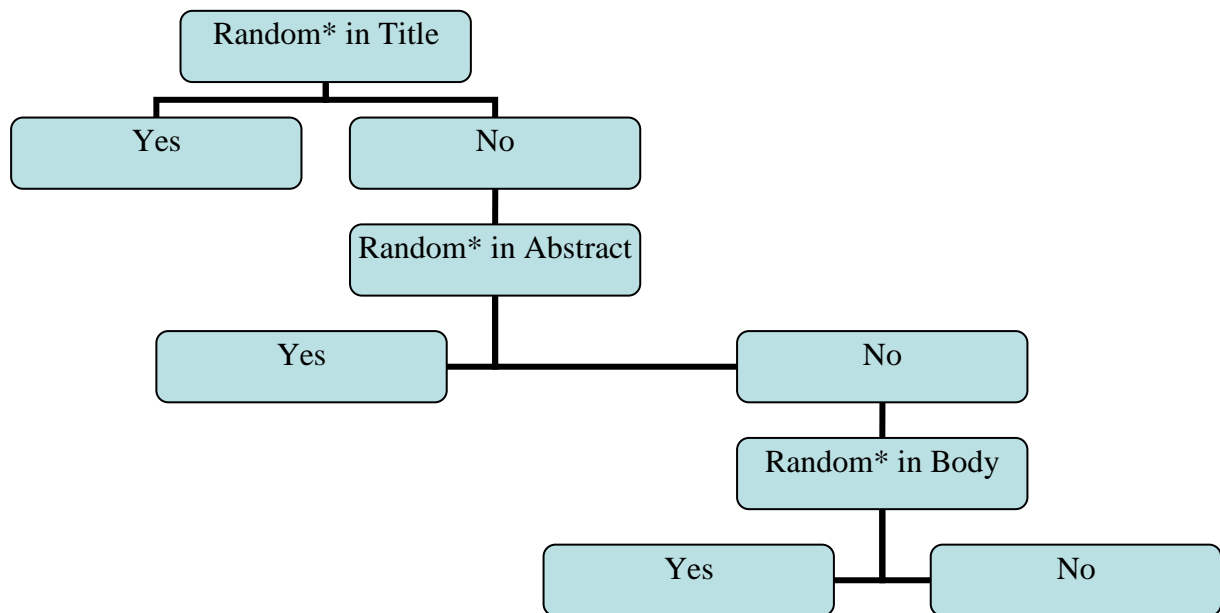 Random* in Title
Yes
No
Random* in Abstract
Yes
No
Random* in Body
Yes
No